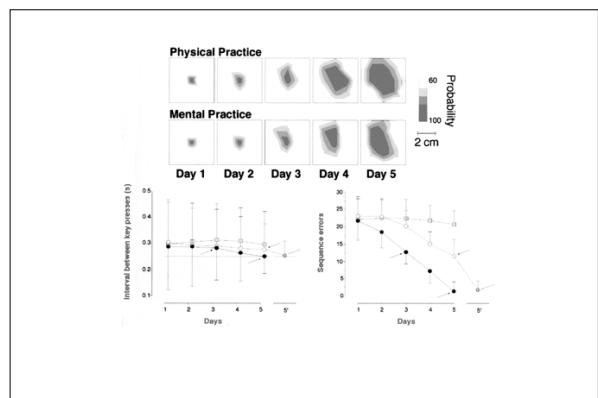 Physical Practice
60
Probability
100
Mental Practice
2 cm
Day 1 Day 2 Day 3 Day 4 Day 5
Interval between key presses (s)
0.5
0.4
0.3
0.2
0.1
1 2 3 4 5 5'
Days
Sequence errors
30
25
20
15
10
5
0
1 2 3 4 5 5'
Days